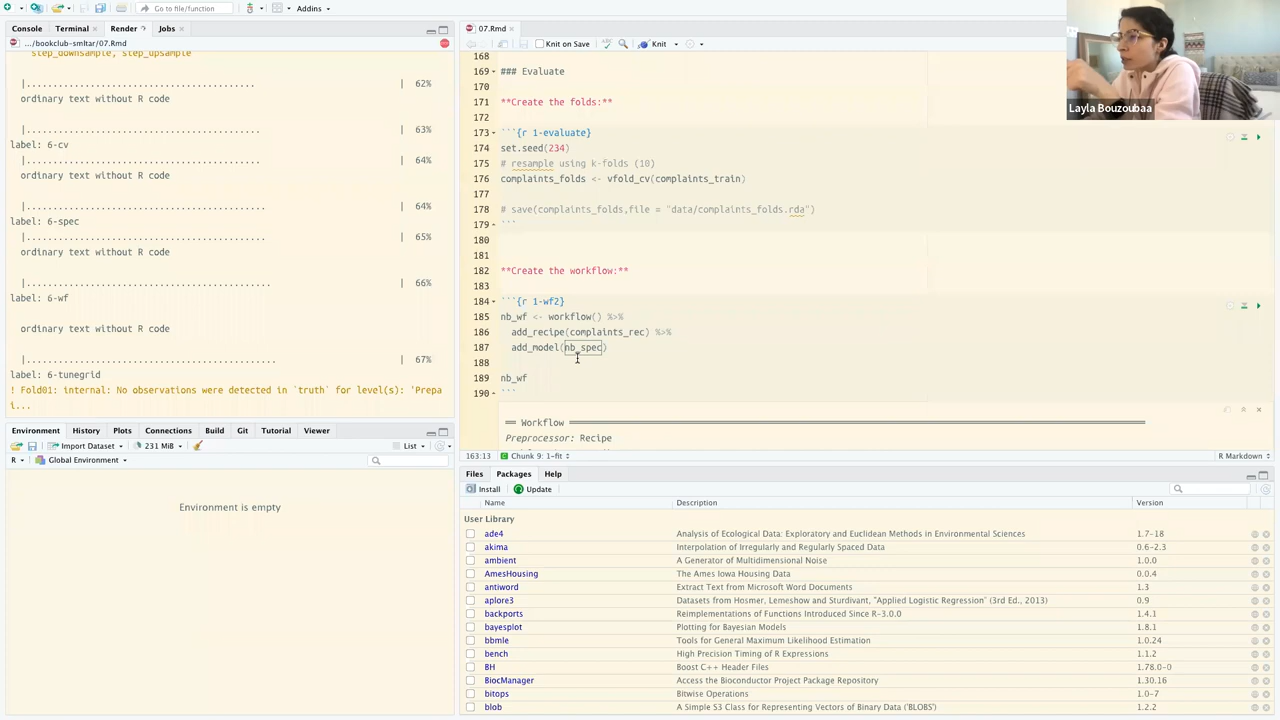 Go to file/function
Addins
Console
Terminal
Render
Jobs
.../bookclub-smltar/07.Rmd
step_downsample, step_upsample
|............................................ | 62%
ordinary text without R code
|............................................. | 63%
label: 6-cv
|............................................. | 64%
ordinary text without R code
|.............................................. | 64%
label: 6-spec
|.............................................. | 65%
ordinary text without R code
|............................................... | 66%
label: 6-wf
ordinary text without R code
|................................................ | 67%
label: 6-tunegrid
! Fold01: internal: No observations were detected in `truth` for level(s): 'Prepa
i...
07.Rmd
Knit on Save
Knit
168
169 ### Evaluate
170
171 **Create the folds:**
172
173 ```{r 1-evaluate}
174 set.seed(234)
175 # resample using k-folds (10)
176 complaints_folds <- vfold_cv(complaints_train)
177
178 # save(complaints_folds,file = "data/complaints_folds.rda")
179 ```
180
181
182 **Create the workflow:**
183
184 ```{r 1-wf2}
185 nb_wf <- workflow() %>%
186 add_recipe(complaints_rec) %>%
187 add_model(nb_spec)
188
189 nb_wf
190 ```
══ Workflow ══════════
Preprocessor: Recipe
163:13
Chunk 9: 1-fit
R Markdown
Layla Bouzoubaa
Environment
History
Plots
Connections
Build
Git
Tutorial
Viewer
Import Dataset
231 MiB
List
R
Global Environment
Environment is empty
Files
Packages
Help
Install
Update
Name Description Version
User Library
ade4 Analysis of Ecological Data: Exploratory and Euclidean Methods in Environmental Sciences 1.7-18
akima Interpolation of Irregularly and Regularly Spaced Data 0.6-2.3
ambient A Generator of Multidimensional Noise 1.0.0
AmesHousing The Ames Iowa Housing Data 0.0.4
antiword Extract Text from Microsoft Word Documents 1.3
aplore3 Datasets from Hosmer, Lemeshow and Sturdivant, "Applied Logistic Regression" (3rd Ed., 2013) 0.9
backports Reimplementations of Functions Introduced Since R-3.0.0 1.4.1
bayesplot Plotting for Bayesian Models 1.8.1
bbmle Tools for General Maximum Likelihood Estimation 1.0.24
bench High Precision Timing of R Expressions 1.1.2
BH Boost C++ Header Files 1.78.0-0
BiocManager Access the Bioconductor Project Package Repository 1.30.16
bitops Bitwise Operations 1.0-7
blob A Simple S3 Class for Representing Vectors of Binary Data ('BLOBS') 1.2.2